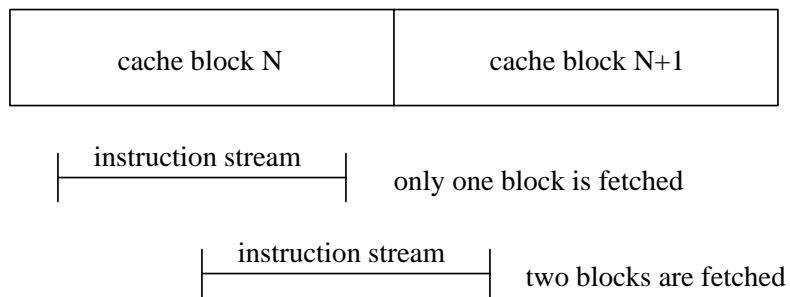 cache block N
cache block N+1
instruction stream
only one block is fetched
instruction stream
two blocks are fetched